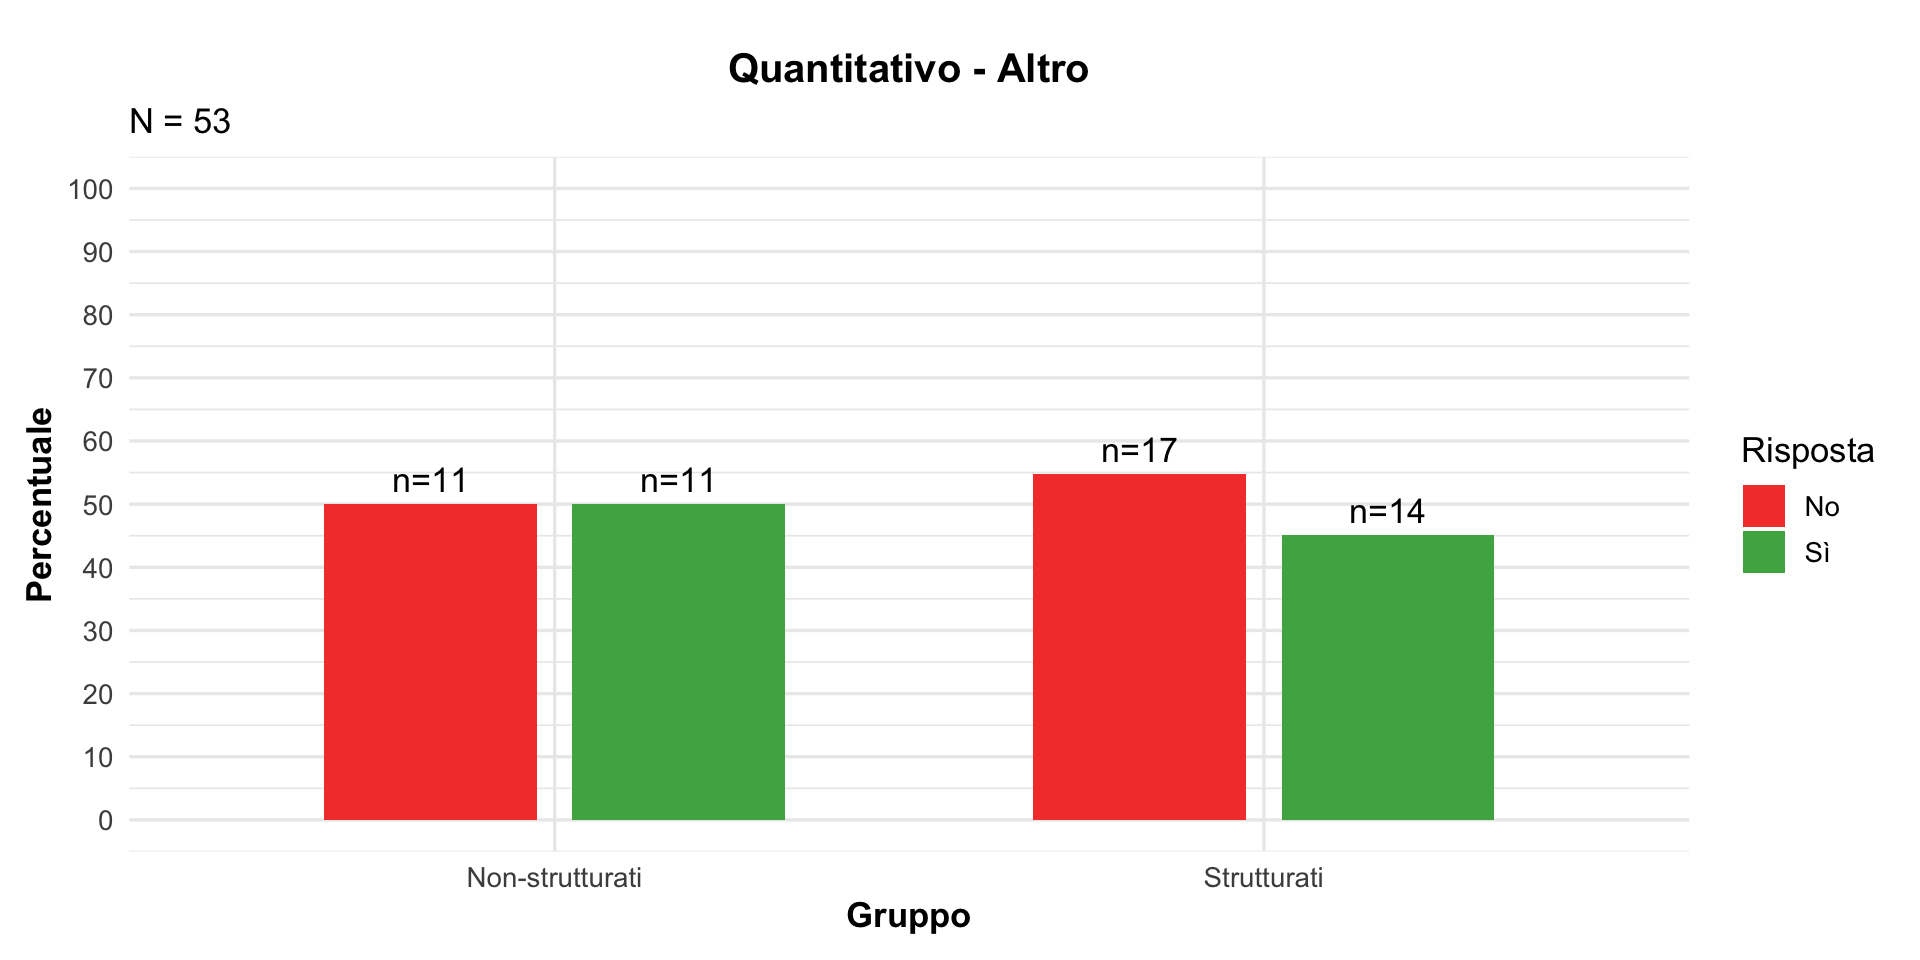 Quantitativo - Altro
N = 53
100
90
80
70
60
50
40
30
20
10
0
Percentuale
n=11
n=11
n=17
n=14
Non-strutturati
Strutturati
Gruppo
Risposta
No
Sì